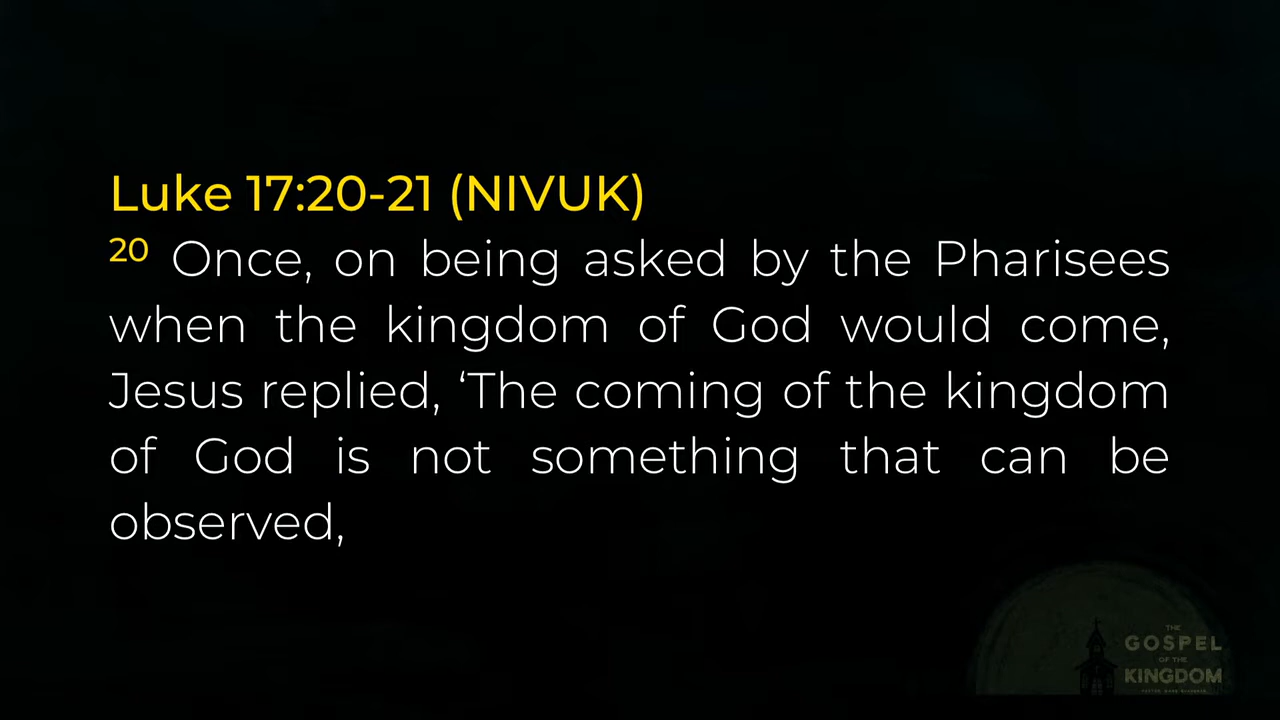 Luke 17:20-21 (NIVUK)
20 Once, on being asked by the Pharisees
when the kingdom of God would come,
Jesus replied, ‘The coming of the kingdom
of God is not something that can be
observed,
THE
GOSPEL
OF THE
KINGDOM